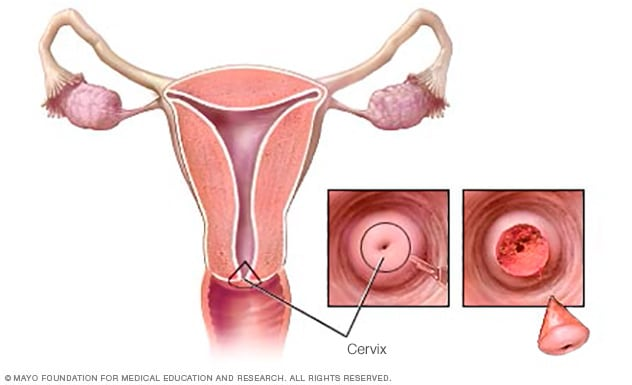 Cervix
© MAYO FOUNDATION FOR MEDICAL EDUCATION AND RESEARCH. ALL RIGHTS RESERVED.